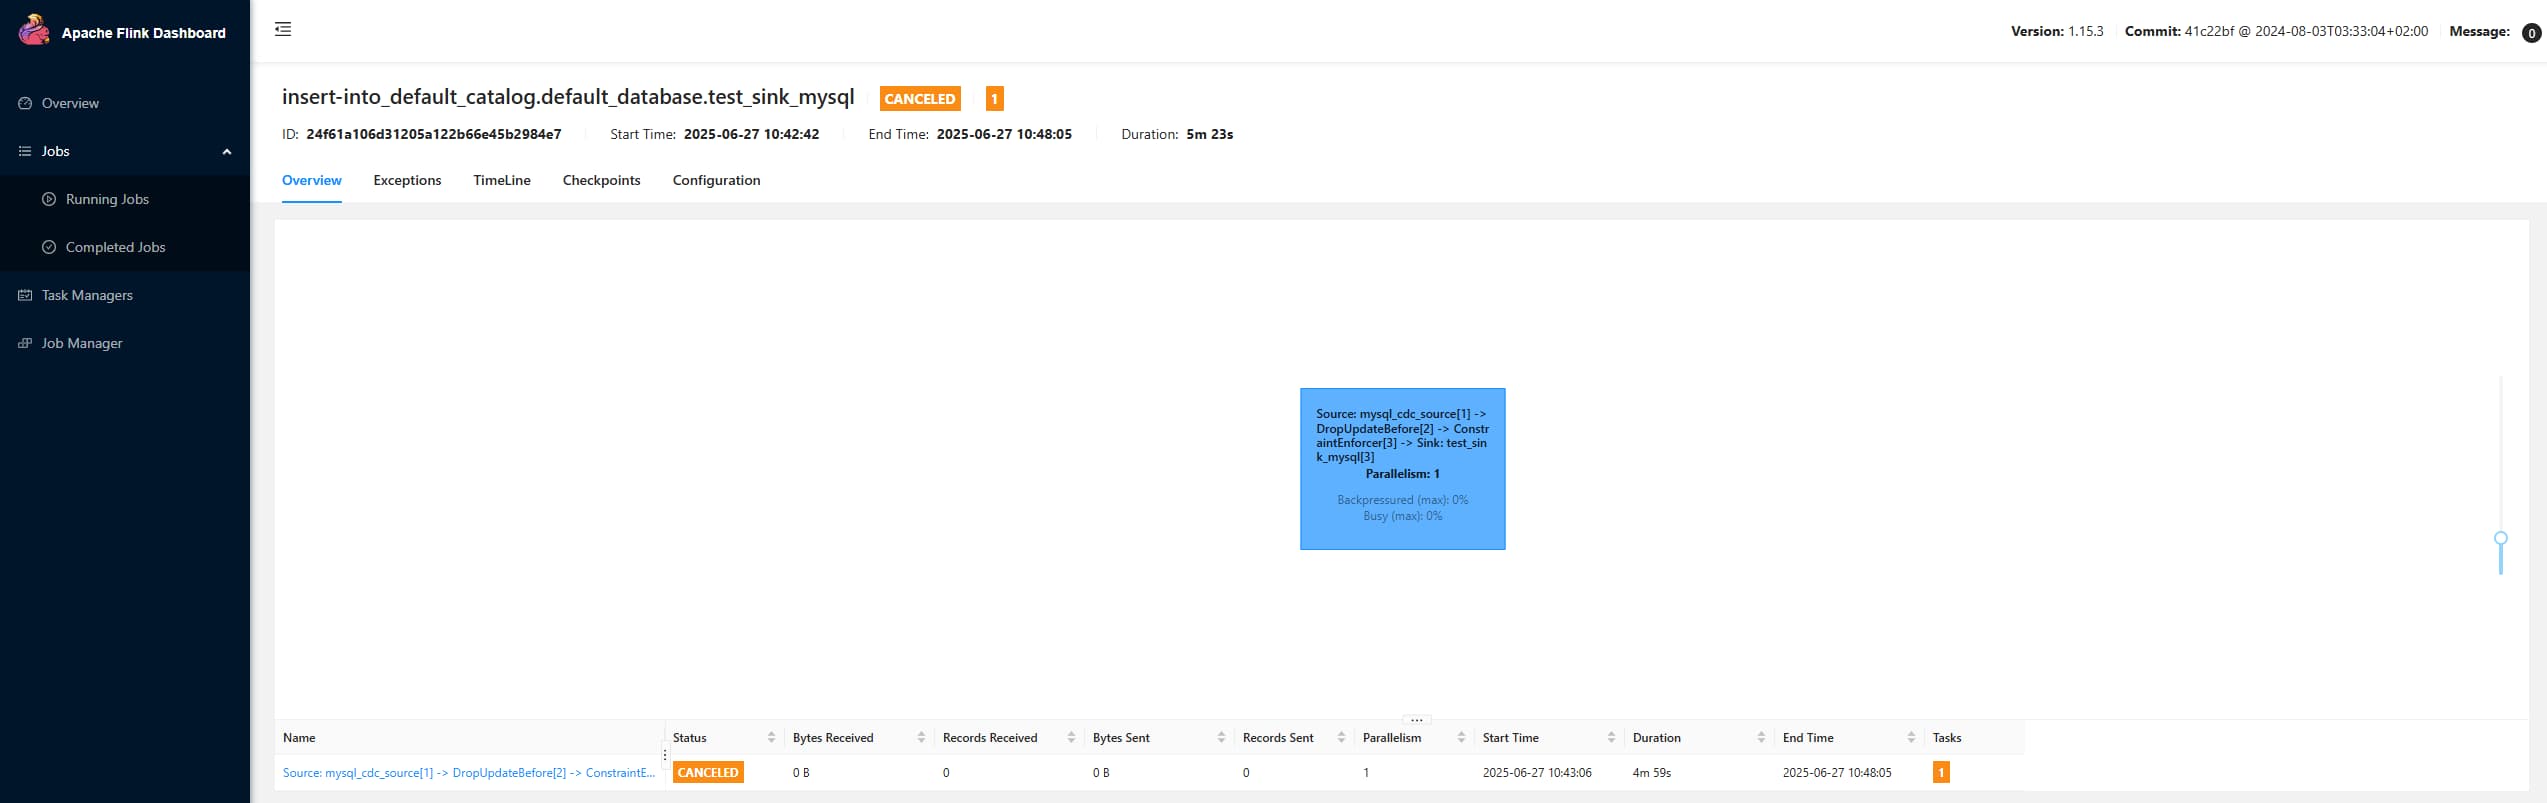 Apache Flink Dashboard
Version: 1.15.3 Commit: 41c22bf @ 2024-08-03T03:33:04+02:00 Message: 0
Overview
Jobs
Running Jobs
Completed Jobs
Task Managers
Job Manager
insert-into_default_catalog.default_database.test_sink_mysql CANCELED 1
ID: 24f61a106d31205a122b66e45b2984e7 Start Time: 2025-06-27 10:42:42 End Time: 2025-06-27 10:48:05 Duration: 5m 23s
Overview Exceptions TimeLine Checkpoints Configuration
Source: mysql_cdc_source[1] ->
DropUpdateBefore[2] -> Constr
aintEnforcer[3] -> Sink: test_sin
k_mysql[3]
Parallelism: 1
Backpressured (max): 0%
Busy (max): 0%
Name Status Bytes Received Records Received Bytes Sent Records Sent Parallelism Start Time Duration End Time Tasks
Source: mysql_cdc_source[1] -> DropUpdateBefore[2] -> ConstraintE... CANCELED 0 B 0 0 B 0 1 2025-06-27 10:43:06 4m 59s 2025-06-27 10:48:05 1